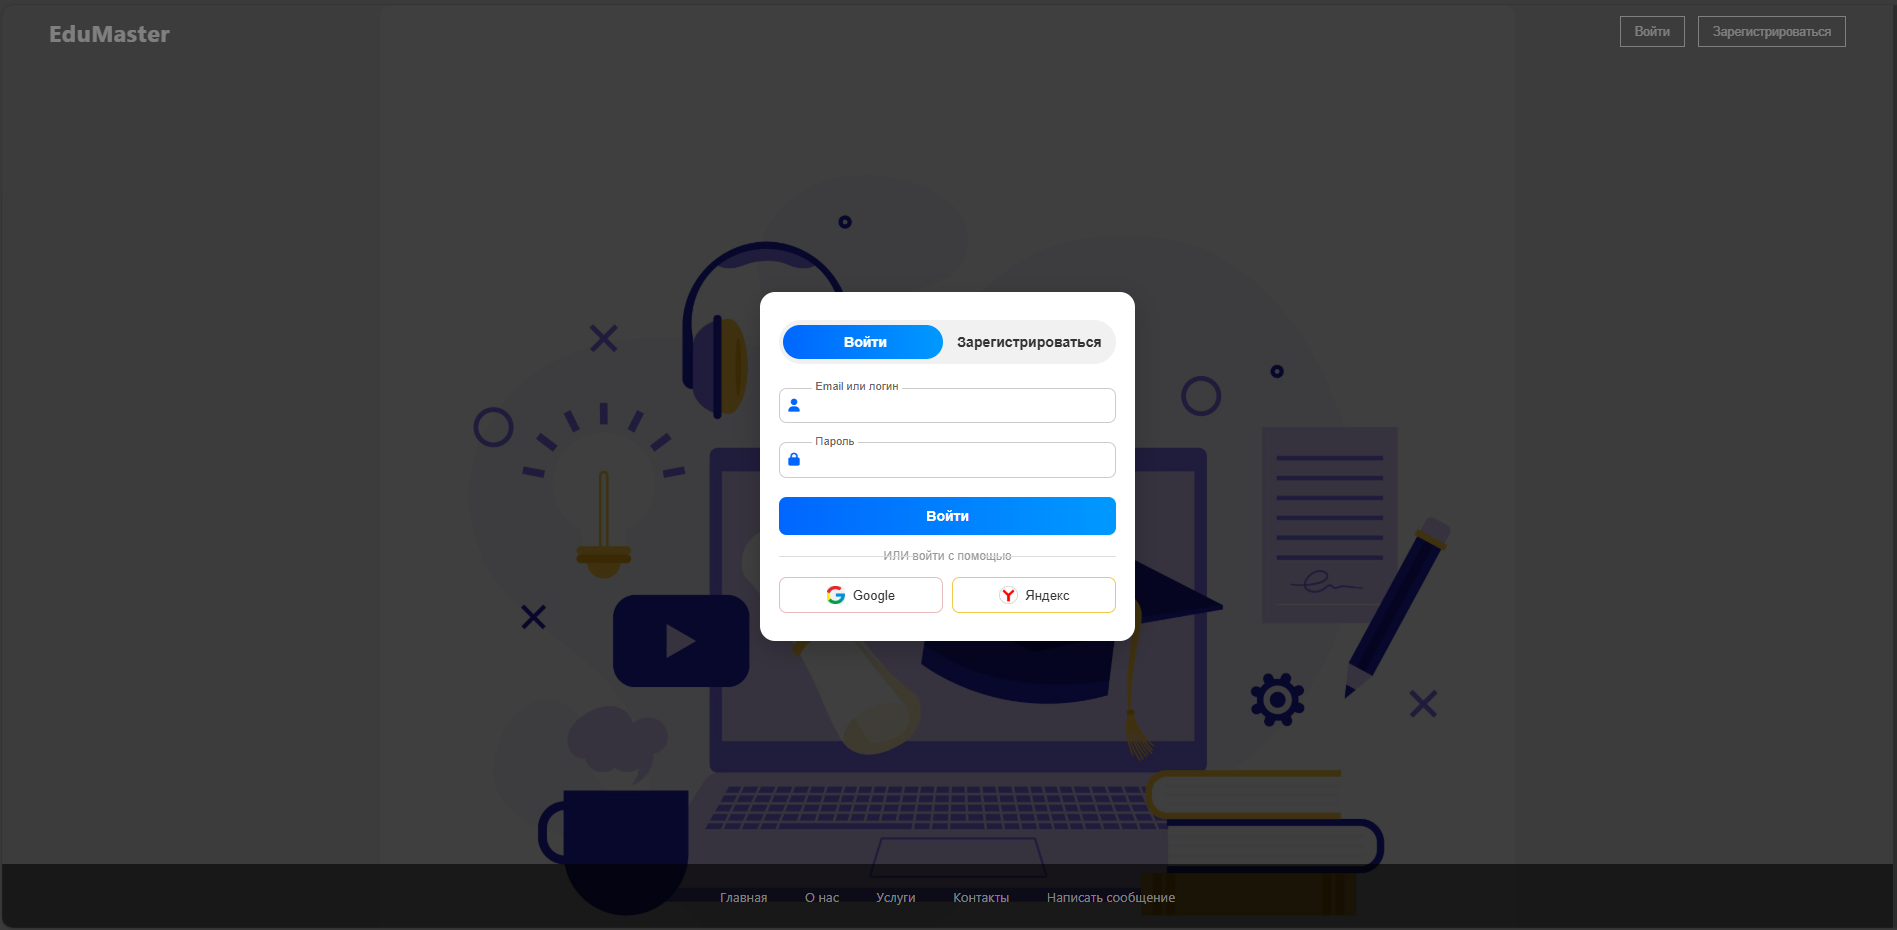 EduMaster
Войти
Зарегистрироваться
Войти
Зарегистрироваться
Email или логин
Пароль
Войти
ИЛИ войти с помощью
Google
Яндекс
Главная
О нас
Услуги
Контакты
Написать сообщение